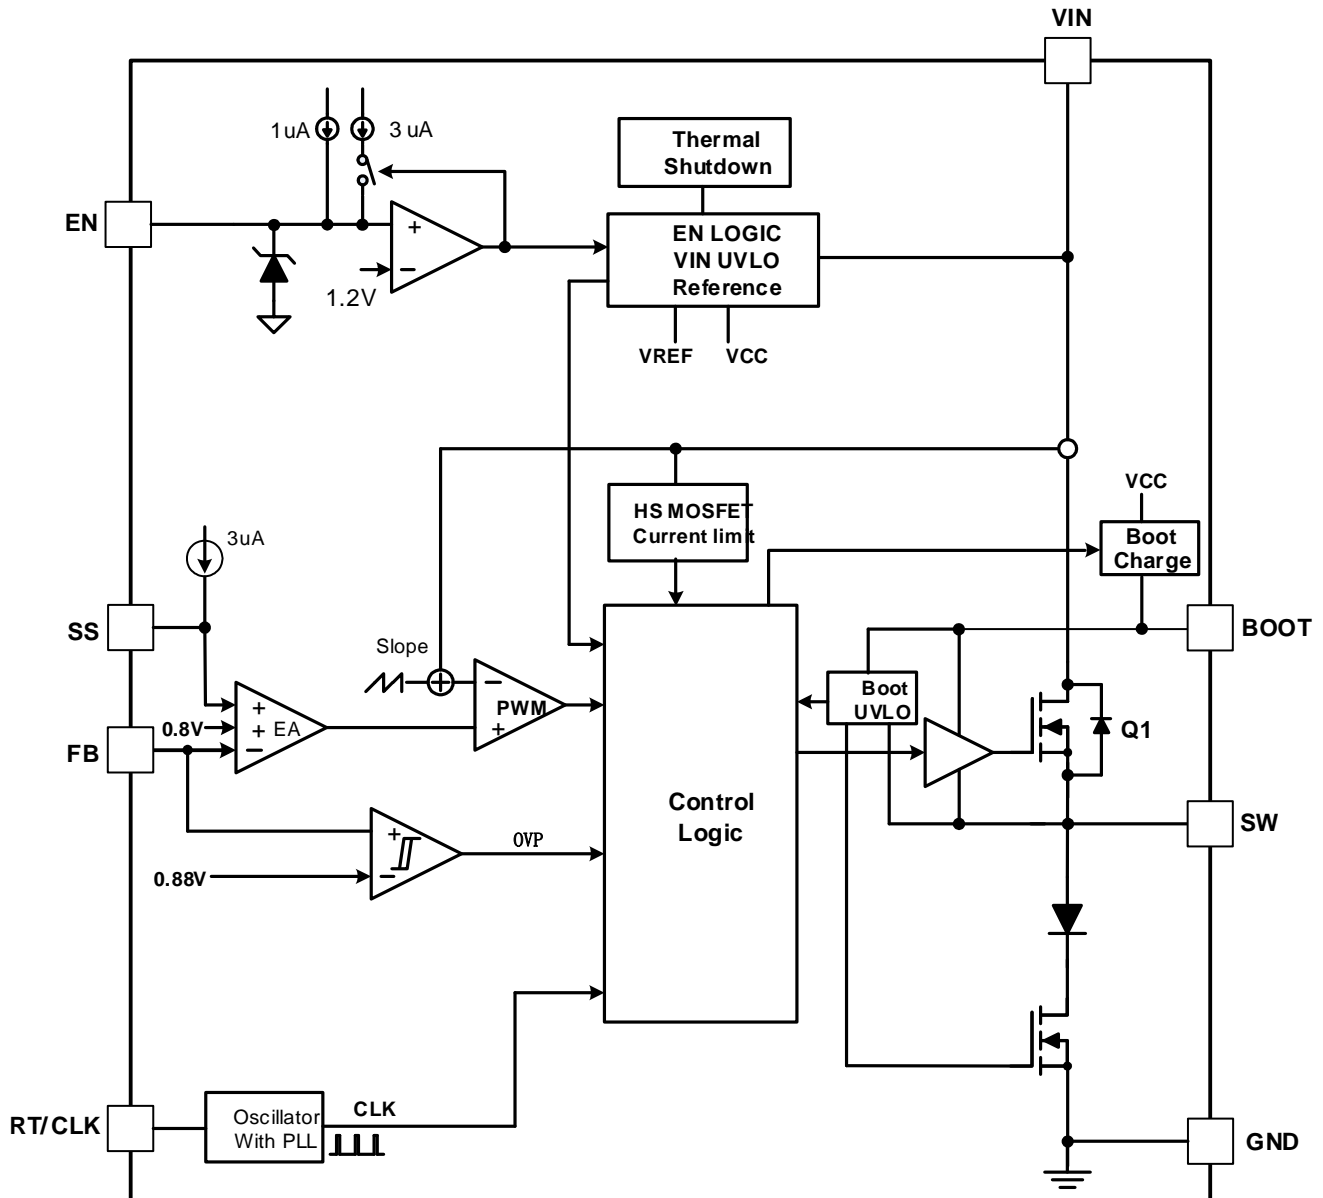 VIN
1uA
3 uA
Thermal
Shutdown
EN
+
−
1.2V
EN LOGIC
VIN UVLO
Reference
VREF
VCC
HS MOSFET
Current limit
VCC
Boot
Charge
3uA
SS
BOOT
Slope
+
−
PWM
+
Boot
UVLO
Q1
0.8V
+
+
−
EA
FB
Control
Logic
SW
+
−
OVP
0.88V
RT/CLK
Oscillator
With PLL
CLK
GND